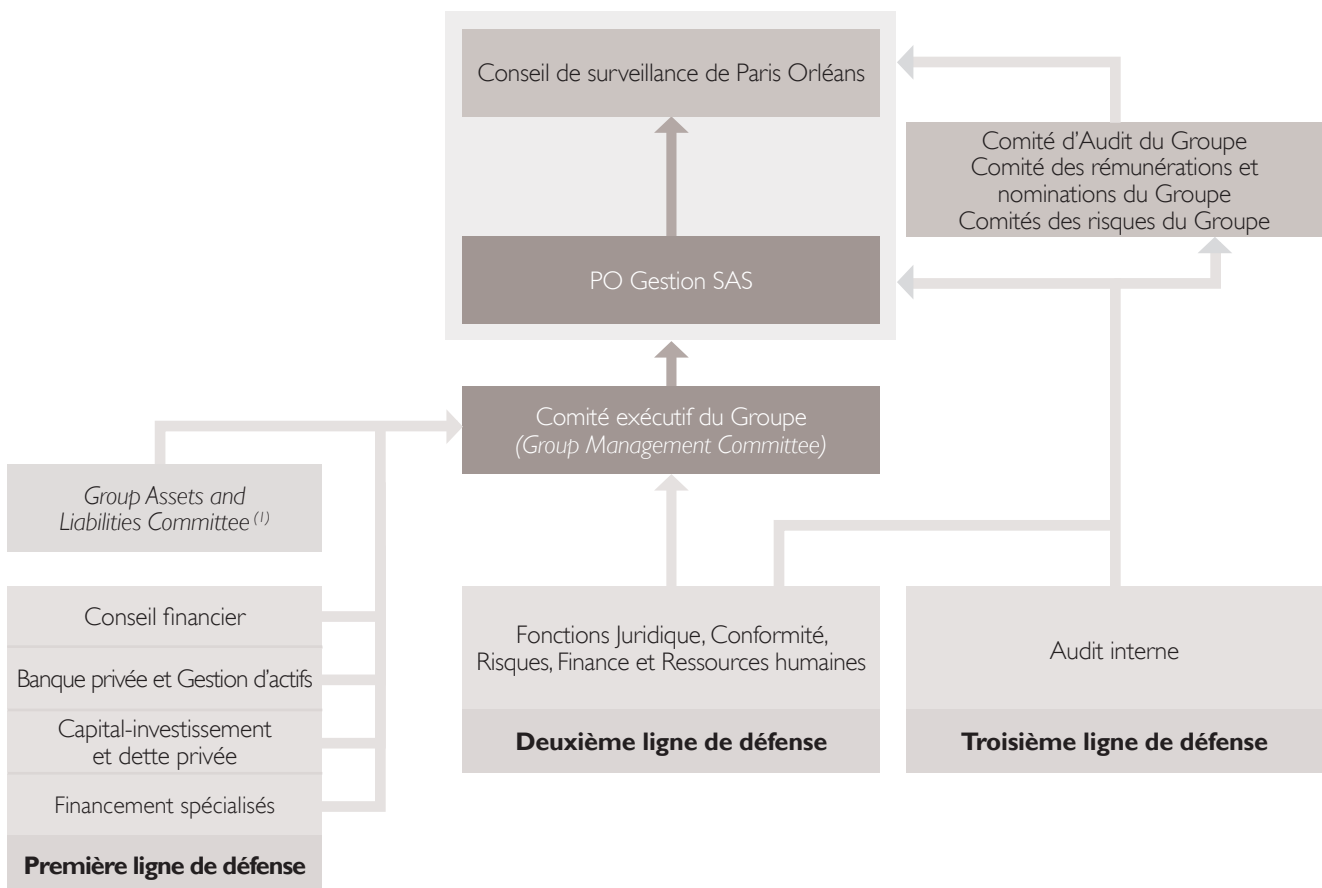 Conseil de surveillance de Paris Orléans
Comité d'Audit du Groupe
Comité des rémunérations et
nominations du Groupe
Comités des risques du Groupe
PO Gestion SAS
Comité exécutif du Groupe
(Group Management Committee)
Group Assets and
Liabilities Committee (1)
Conseil financier
Banque privée et Gestion d'actifs
Capital-investissement
et dette privée
Financement spécialisés
Première ligne de défense
Fonctions Juridique, Conformité,
Risques, Finance et Ressources humaines
Deuxième ligne de défense
Audit interne
Troisième ligne de défense